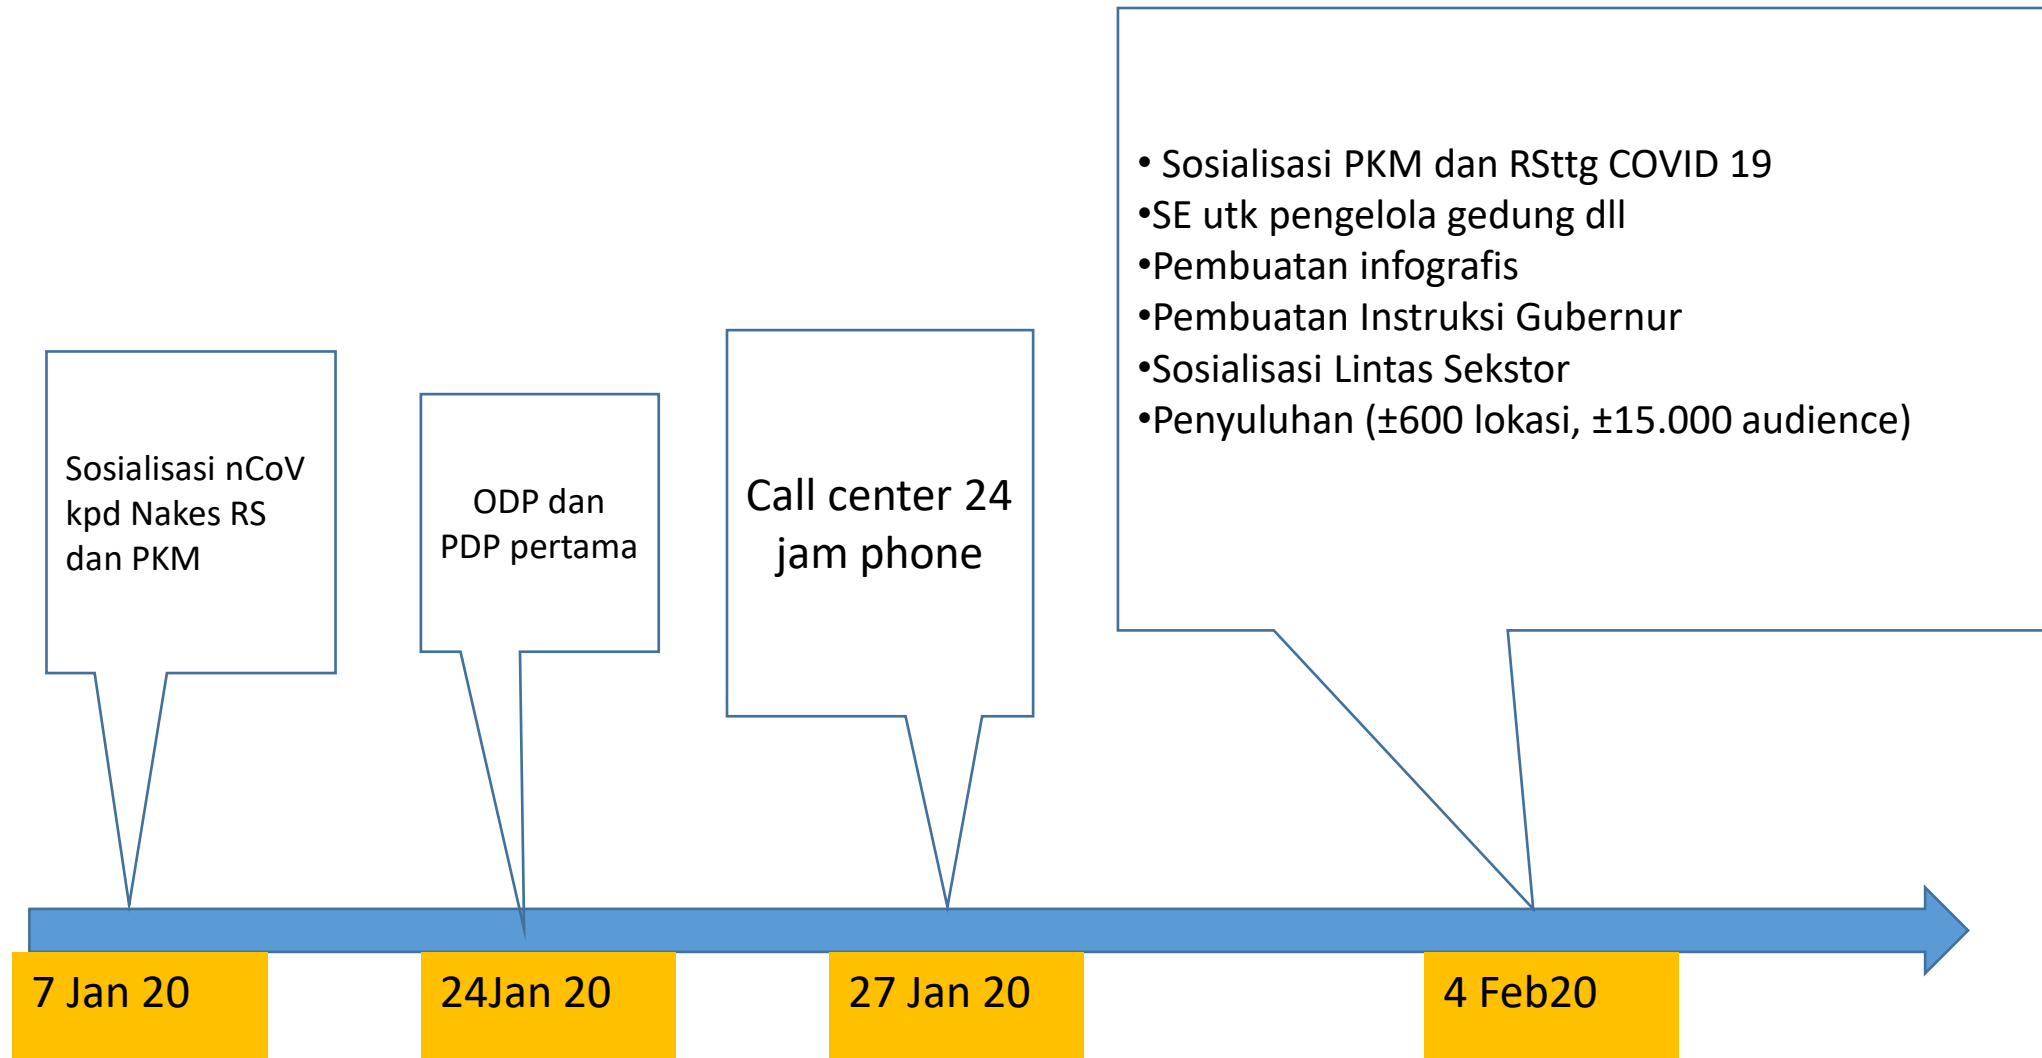 Sosialisasi nCoV
kpd Nakes RS
dan PKM
ODP dan
PDP pertama
Call center 24
jam phone
• Sosialisasi PKM dan RSttg COVID 19
•SE utk pengelola gedung dll
•Pembuatan infografis
•Pembuatan Instruksi Gubernur
•Sosialisasi Lintas Sekstor
•Penyuluhan (±600 lokasi, ±15.000 audience)
7 Jan 20
24Jan 20
27 Jan 20
4 Feb20